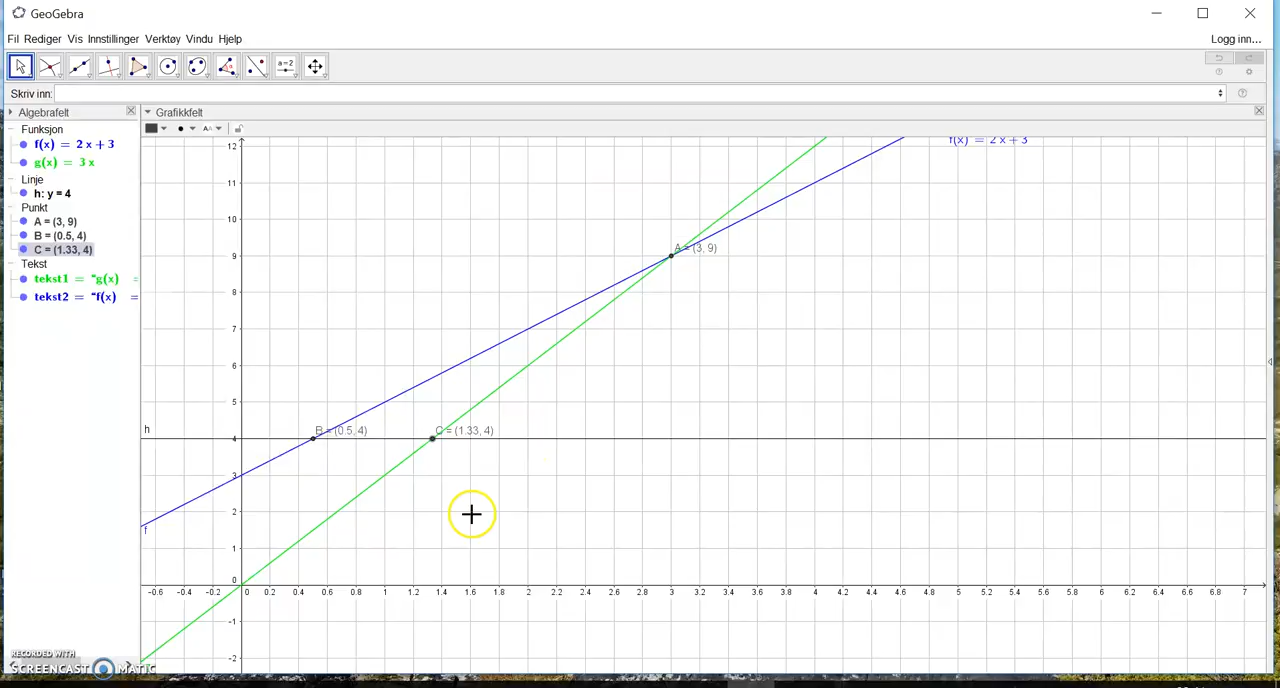 GeoGebra
Fil Rediger Vis Innstillinger Verktøy Vindu Hjelp
Logg inn...
a=2
Skriv inn:
Algebrafelt
Grafikkfelt
AA
Funksjon
f(x) = 2 x + 3
g(x) = 3 x
Linje
h: y = 4
Punkt
A = (3, 9)
B = (0.5, 4)
C = (1.33, 4)
Tekst
tekst1 = "g(x) =
tekst2 = "f(x) =
f(x) = 2 x + 3
12
11
10
9
8
7
6
5
4
3
2
1
0
-1
-2
A = (3, 9)
h
B = (0.5, 4)
C = (1.33, 4)
f
-0.6 -0.4 -0.2 0 0.2 0.4 0.6 0.8 1 1.2 1.4 1.6 1.8 2 2.2 2.4 2.6 2.8 3 3.2 3.4 3.6 3.8 4 4.2 4.4 4.6 4.8 5 5.2 5.4 5.6 5.8 6 6.2 6.4 6.6 6.8 7
RECORDED WITH
SCREENCAST MATIC